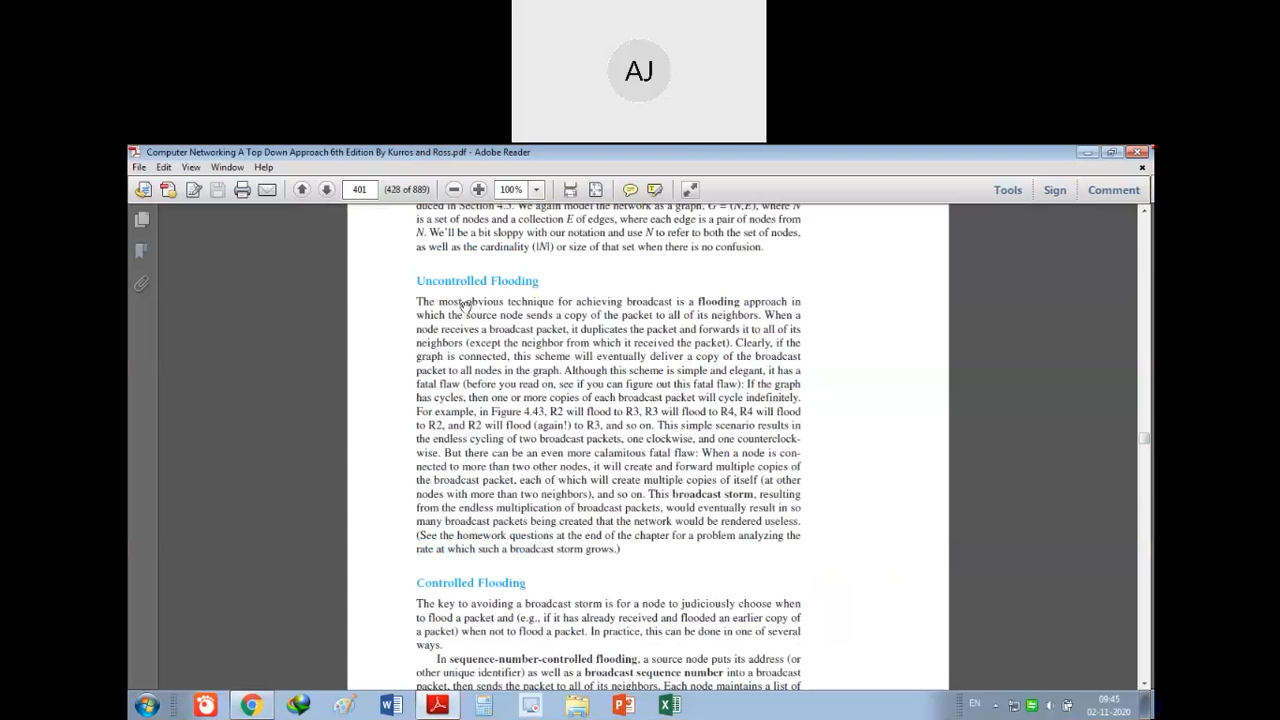 AJ
Computer Networking A Top Down Approach 6th Edition By Kurros and Ross.pdf - Adobe Reader
File Edit View Window Help
401 (428 of 889) 100% Tools Sign Comment
duced in Section 4.5. We again model the network as a graph, G = (N,E), where N
is a set of nodes and a collection E of edges, where each edge is a pair of nodes from
N. We'll be a bit sloppy with our notation and use N to refer to both the set of nodes,
as well as the cardinality (|N|) or size of that set when there is no confusion.
Uncontrolled Flooding
The most obvious technique for achieving broadcast is a flooding approach in
which the source node sends a copy of the packet to all of its neighbors. When a
node receives a broadcast packet, it duplicates the packet and forwards it to all of its
neighbors (except the neighbor from which it received the packet). Clearly, if the
graph is connected, this scheme will eventually deliver a copy of the broadcast
packet to all nodes in the graph. Although this scheme is simple and elegant, it has a
fatal flaw (before you read on, see if you can figure out this fatal flaw): If the graph
has cycles, then one or more copies of each broadcast packet will cycle indefinitely.
For example, in Figure 4.43, R2 will flood to R3, R3 will flood to R4, R4 will flood
to R2, and R2 will flood (again!) to R3, and so on. This simple scenario results in
the endless cycling of two broadcast packets, one clockwise, and one counterclock-
wise. But there can be an even more calamitous fatal flaw: When a node is con-
nected to more than two other nodes, it will create and forward multiple copies of
the broadcast packet, each of which will create multiple copies of itself (at other
nodes with more than two neighbors), and so on. This broadcast storm, resulting
from the endless multiplication of broadcast packets, would eventually result in so
many broadcast packets being created that the network would be rendered useless.
(See the homework questions at the end of the chapter for a problem analyzing the
rate at which such a broadcast storm grows.)
Controlled Flooding
The key to avoiding a broadcast storm is for a node to judiciously choose when
to flood a packet and (e.g., if it has already received and flooded an earlier copy of
a packet) when not to flood a packet. In practice, this can be done in one of several
ways.
In sequence-number-controlled flooding, a source node puts its address (or
other unique identifier) as well as a broadcast sequence number into a broadcast
packet, then sends the packet to all of its neighbors. Each node maintains a list of
EN 09:45
02-11-2020